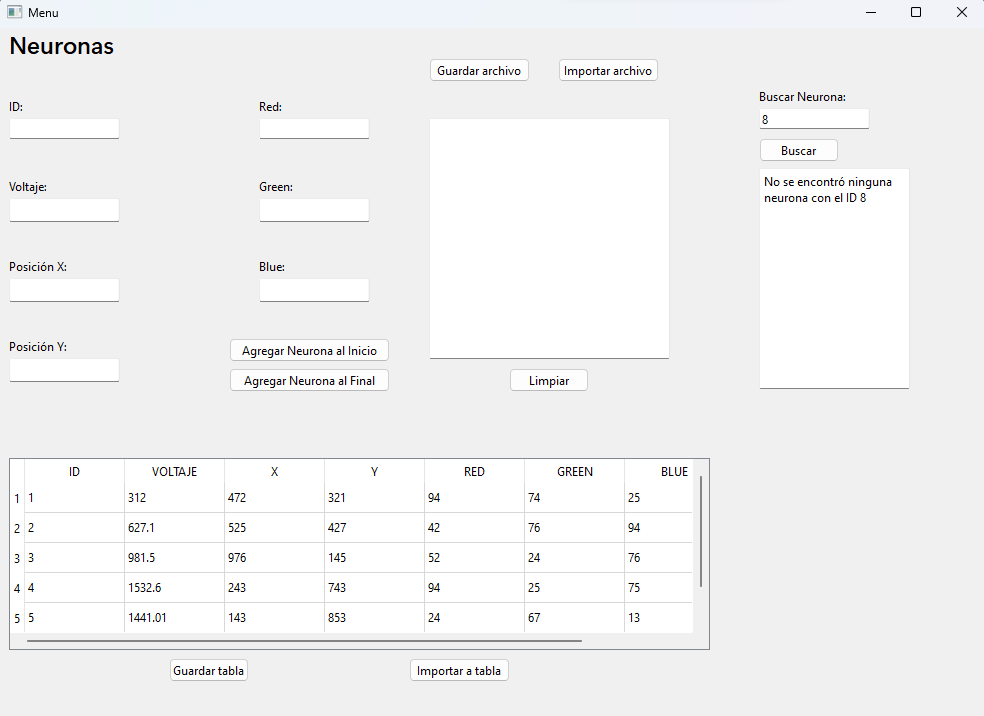 Menu
Neuronas
Guardar archivo
Importar archivo
ID:
Red:
Buscar Neurona:
8
Buscar
Voltaje:
Green:
No se encontró ninguna
neurona con el ID 8
Posición X:
Blue:
Posición Y:
Agregar Neurona al Inicio
Agregar Neurona al Final
Limpiar
ID VOLTAJE X Y RED GREEN BLUE
1 1 312 472 321 94 74 25
2 2 627.1 525 427 42 76 94
3 3 981.5 976 145 52 24 76
4 4 1532.6 243 743 94 25 75
5 5 1441.01 143 853 24 67 13
Guardar tabla
Importar a tabla